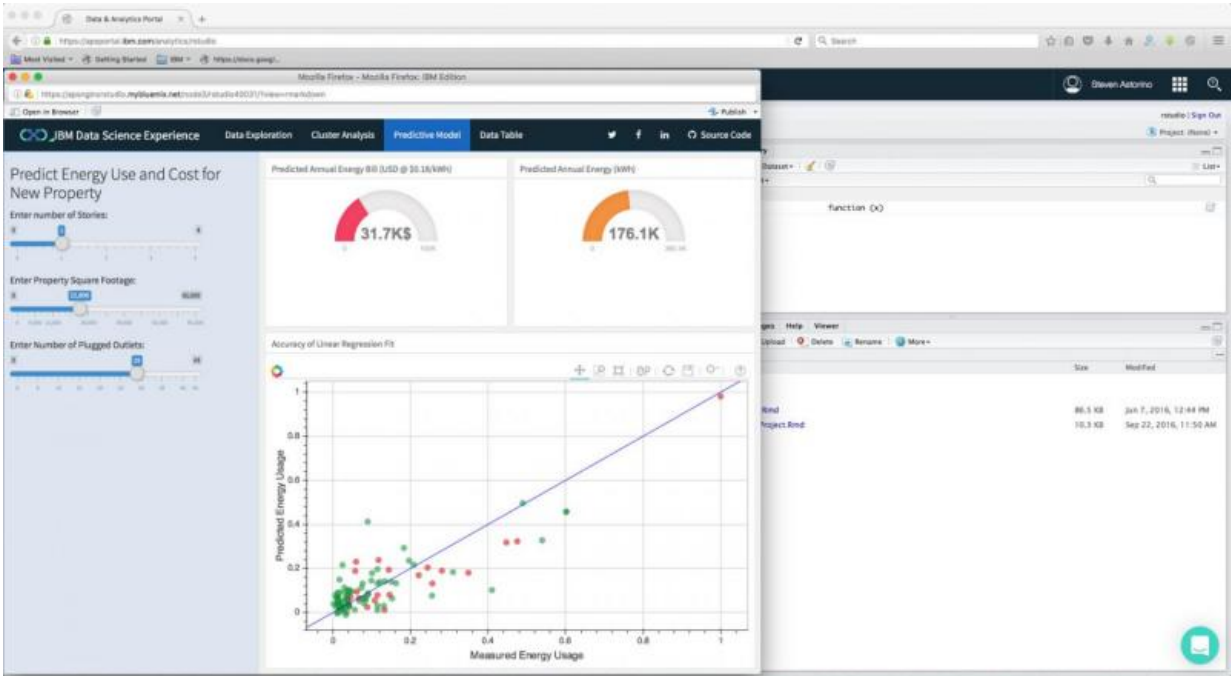 Data & Analytics Portal
Search
Most Visited
Getting Started
IBM
Mozilla Firefox - Mozilla Firefox: IBM Edition
Steven Astorino
Open in Browser
Publish
rstudio | Sign Out
Project: (None)
IBM Data Science Experience
Data Exploration
Cluster Analysis
Predictive Model
Data Table
Source Code
Predict Energy Use and Cost for
New Property
Enter number of Stories:
Enter Property Square Footage:
Enter Number of Plugged Outlets:
Predicted Annual Energy Bill (USD @ $0.18/kWh)
31.7K$
0
100K
Predicted Annual Energy (kWh)
176.1K
0
Dataset
List
function (x)
Accuracy of Linear Regression Fit
Predicted Energy Usage
1
0.8
0.6
0.4
0.2
0
0
0.2
0.4
0.6
0.8
1
Measured Energy Usage
Help
Viewer
Upload
Delete
Rename
More
Size
Modified
.Rmd
86.5 KB
Jun 7, 2016, 12:44 PM
Project.Rmd
10.3 KB
Sep 22, 2016, 11:50 AM